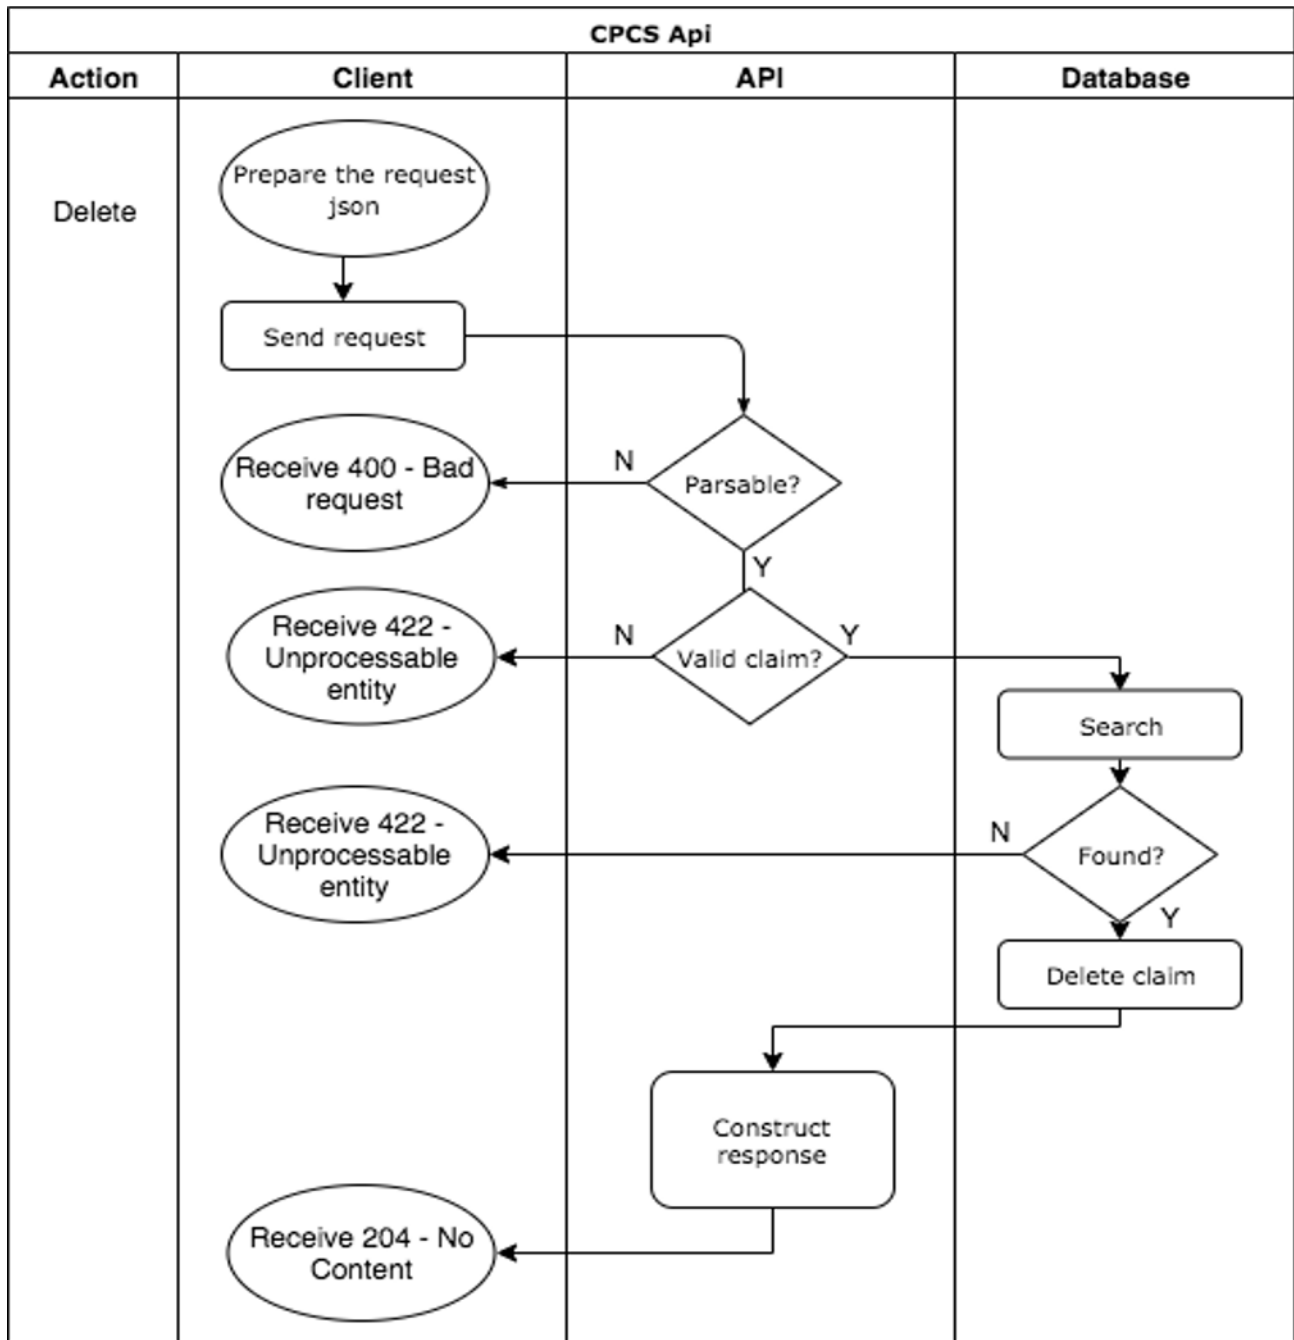 CPCS Api
Action
Client
API
Database
Delete
Prepare the request
json
Send request
Receive 400 - Bad
request
N
Parsable?
Y
Receive 422 -
Unprocessable
entity
N
Valid claim?
Y
Search
Receive 422 -
Unprocessable
entity
N
Found?
Y
Delete claim
Construct
response
Receive 204 - No
Content